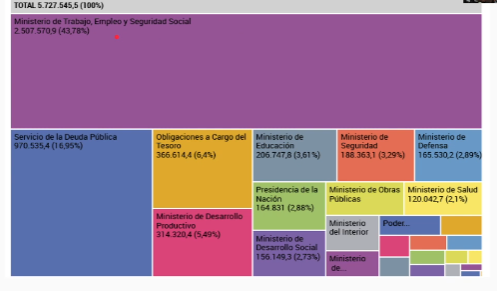 TOTAL 5.727.545,5 (100%)
Ministerio de Trabajo, Empleo y Seguridad Social
2.507.570,9 (43,78%)
Servicio de la Deuda Pública
970.535,4 (16,95%)
Obligaciones a Cargo del
Tesoro
366.614,4 (6,4%)
Ministerio de Desarrollo
Productivo
314.320,4 (5,49%)
Ministerio de
Educación
206.747,8 (3,61%)
Ministerio de
Seguridad
188.363,1 (3,29%)
Ministerio de
Defensa
165.530,2 (2,89%)
Presidencia de la
Nación
164.831 (2,88%)
Ministerio de Obras
Públicas
Ministerio de Salud
120.042,7 (2,1%)
Ministerio de
Desarrollo Social
156.149,3 (2,73%)
Ministerio
del Interior
Poder...
Ministerio
de...